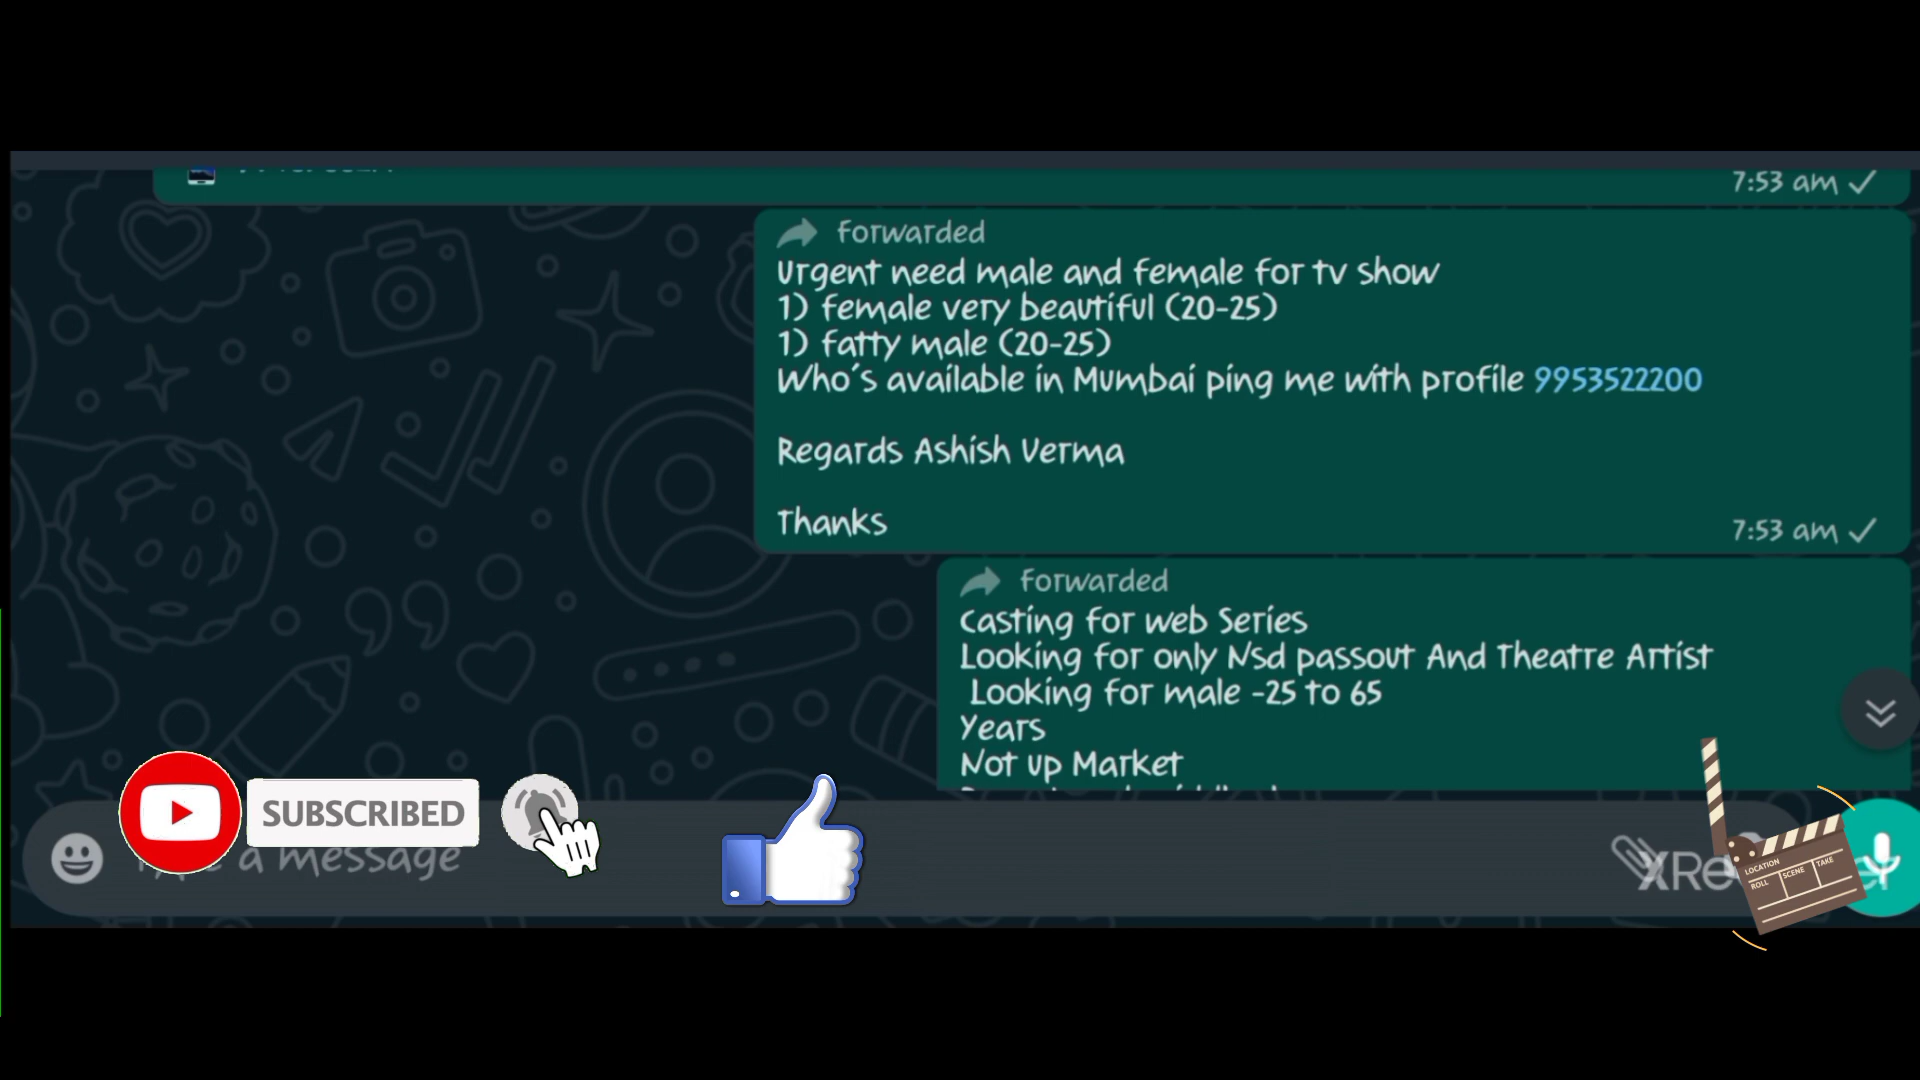 7:53 am
Forwarded
Urgent need male and female for tv show
1) female very beautiful (20-25)
1) fatty male (20-25)
Who's available in Mumbai ping me with profile 9953522200
Regards Ashish Verma
Thanks
7:53 am
Forwarded
Casting for web Series
Looking for only Nsd passout And Theatre Artist
Looking for male -25 to 65
Years
Not up Market
SUBSCRIBED
a message
LOCATION
ROLL SCENE TAKE